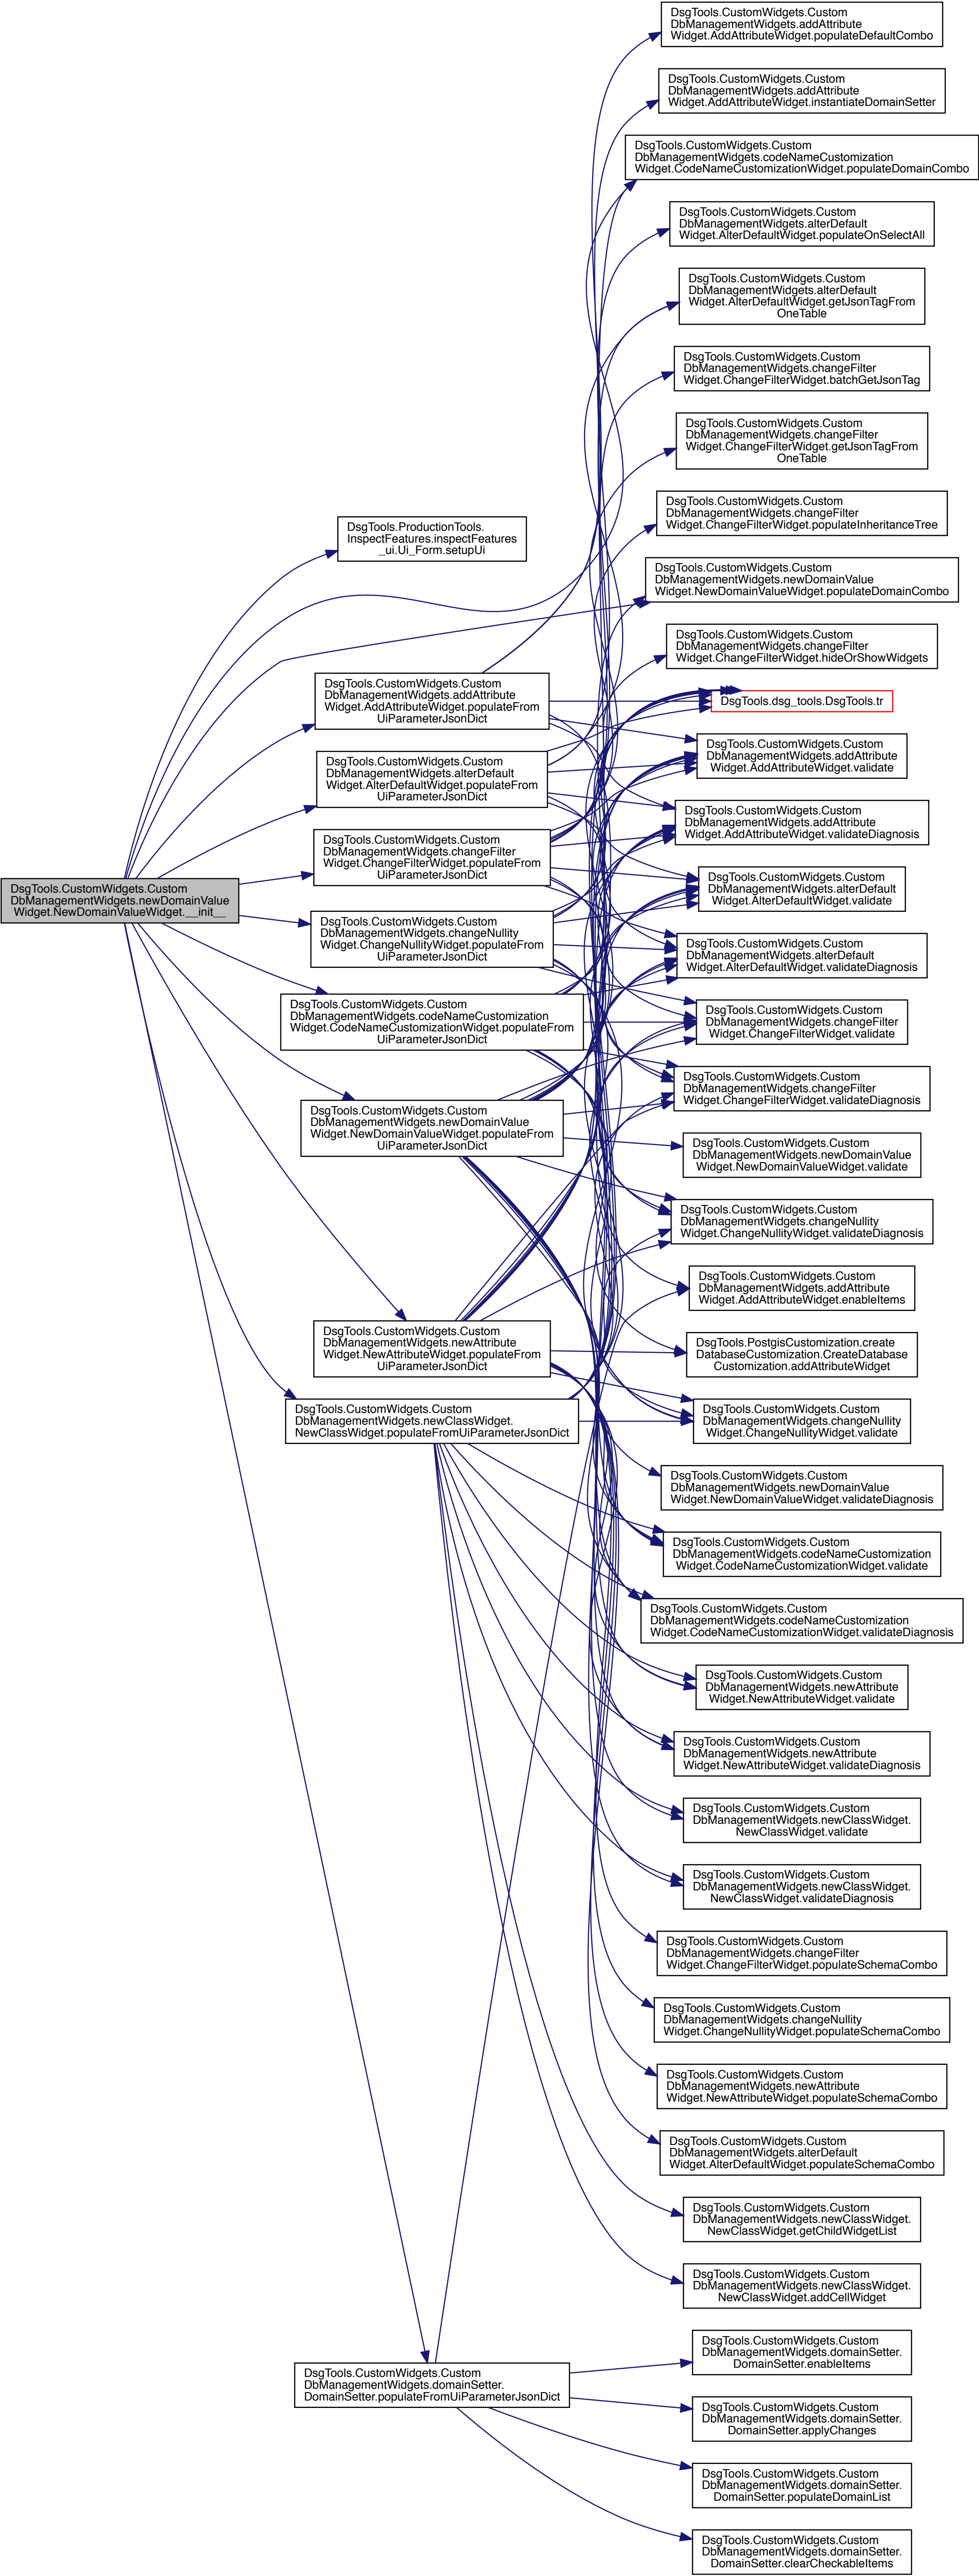 DsgTools.CustomWidgets.Custom
DbManagementWidgets.addAttribute
Widget.AddAttributeWidget.populateDefaultCombo
DsgTools.CustomWidgets.Custom
DbManagementWidgets.addAttribute
Widget.AddAttributeWidget.instantiateDomainSetter
DsgTools.CustomWidgets.Custom
DbManagementWidgets.codeNameCustomization
Widget.CodeNameCustomizationWidget.populateDomainCombo
DsgTools.CustomWidgets.Custom
DbManagementWidgets.alterDefault
Widget.AlterDefaultWidget.populateOnSelectAll
DsgTools.CustomWidgets.Custom
DbManagementWidgets.alterDefault
Widget.AlterDefaultWidget.getJsonTagFrom
OneTable
DsgTools.CustomWidgets.Custom
DbManagementWidgets.changeFilter
Widget.ChangeFilterWidget.batchGetJsonTag
DsgTools.CustomWidgets.Custom
DbManagementWidgets.changeFilter
Widget.ChangeFilterWidget.getJsonTagFrom
OneTable
DsgTools.CustomWidgets.Custom
DbManagementWidgets.changeFilter
Widget.ChangeFilterWidget.populateInheritanceTree
DsgTools.ProductionTools.
InspectFeatures.inspectFeatures
_ui.Ui_Form.setupUi
DsgTools.CustomWidgets.Custom
DbManagementWidgets.newDomainValue
Widget.NewDomainValueWidget.populateDomainCombo
DsgTools.CustomWidgets.Custom
DbManagementWidgets.changeFilter
Widget.ChangeFilterWidget.hideOrShowWidgets
DsgTools.dsg_tools.DsgTools.tr
DsgTools.CustomWidgets.Custom
DbManagementWidgets.addAttribute
Widget.AddAttributeWidget.populateFrom
UiParameterJsonDict
DsgTools.CustomWidgets.Custom
DbManagementWidgets.addAttribute
Widget.AddAttributeWidget.validate
DsgTools.CustomWidgets.Custom
DbManagementWidgets.alterDefault
Widget.AlterDefaultWidget.populateFrom
UiParameterJsonDict
DsgTools.CustomWidgets.Custom
DbManagementWidgets.addAttribute
Widget.AddAttributeWidget.validateDiagnosis
DsgTools.CustomWidgets.Custom
DbManagementWidgets.changeFilter
Widget.ChangeFilterWidget.populateFrom
UiParameterJsonDict
DsgTools.CustomWidgets.Custom
DbManagementWidgets.alterDefault
Widget.AlterDefaultWidget.validate
DsgTools.CustomWidgets.Custom
DbManagementWidgets.newDomainValue
Widget.NewDomainValueWidget.__init__
DsgTools.CustomWidgets.Custom
DbManagementWidgets.changeNullity
Widget.ChangeNullityWidget.populateFrom
UiParameterJsonDict
DsgTools.CustomWidgets.Custom
DbManagementWidgets.alterDefault
Widget.AlterDefaultWidget.validateDiagnosis
DsgTools.CustomWidgets.Custom
DbManagementWidgets.codeNameCustomization
Widget.CodeNameCustomizationWidget.populateFrom
UiParameterJsonDict
DsgTools.CustomWidgets.Custom
DbManagementWidgets.changeFilter
Widget.ChangeFilterWidget.validate
DsgTools.CustomWidgets.Custom
DbManagementWidgets.changeFilter
Widget.ChangeFilterWidget.validateDiagnosis
DsgTools.CustomWidgets.Custom
DbManagementWidgets.newDomainValue
Widget.NewDomainValueWidget.populateFrom
UiParameterJsonDict
DsgTools.CustomWidgets.Custom
DbManagementWidgets.newDomainValue
Widget.NewDomainValueWidget.validate
DsgTools.CustomWidgets.Custom
DbManagementWidgets.changeNullity
Widget.ChangeNullityWidget.validateDiagnosis
DsgTools.CustomWidgets.Custom
DbManagementWidgets.addAttribute
Widget.AddAttributeWidget.enableItems
DsgTools.CustomWidgets.Custom
DbManagementWidgets.newAttribute
Widget.NewAttributeWidget.populateFrom
UiParameterJsonDict
DsgTools.PostgisCustomization.create
DatabaseCustomization.CreateDatabase
Customization.addAttributeWidget
DsgTools.CustomWidgets.Custom
DbManagementWidgets.newClassWidget.
NewClassWidget.populateFromUiParameterJsonDict
DsgTools.CustomWidgets.Custom
DbManagementWidgets.changeNullity
Widget.ChangeNullityWidget.validate
DsgTools.CustomWidgets.Custom
DbManagementWidgets.newDomainValue
Widget.NewDomainValueWidget.validateDiagnosis
DsgTools.CustomWidgets.Custom
DbManagementWidgets.codeNameCustomization
Widget.CodeNameCustomizationWidget.validate
DsgTools.CustomWidgets.Custom
DbManagementWidgets.codeNameCustomization
Widget.CodeNameCustomizationWidget.validateDiagnosis
DsgTools.CustomWidgets.Custom
DbManagementWidgets.newAttribute
Widget.NewAttributeWidget.validate
DsgTools.CustomWidgets.Custom
DbManagementWidgets.newAttribute
Widget.NewAttributeWidget.validateDiagnosis
DsgTools.CustomWidgets.Custom
DbManagementWidgets.newClassWidget.
NewClassWidget.validate
DsgTools.CustomWidgets.Custom
DbManagementWidgets.newClassWidget.
NewClassWidget.validateDiagnosis
DsgTools.CustomWidgets.Custom
DbManagementWidgets.changeFilter
Widget.ChangeFilterWidget.populateSchemaCombo
DsgTools.CustomWidgets.Custom
DbManagementWidgets.changeNullity
Widget.ChangeNullityWidget.populateSchemaCombo
DsgTools.CustomWidgets.Custom
DbManagementWidgets.newAttribute
Widget.NewAttributeWidget.populateSchemaCombo
DsgTools.CustomWidgets.Custom
DbManagementWidgets.alterDefault
Widget.AlterDefaultWidget.populateSchemaCombo
DsgTools.CustomWidgets.Custom
DbManagementWidgets.newClassWidget.
NewClassWidget.getChildWidgetList
DsgTools.CustomWidgets.Custom
DbManagementWidgets.newClassWidget.
NewClassWidget.addCellWidget
DsgTools.CustomWidgets.Custom
DbManagementWidgets.domainSetter.
DomainSetter.populateFromUiParameterJsonDict
DsgTools.CustomWidgets.Custom
DbManagementWidgets.domainSetter.
DomainSetter.enableItems
DsgTools.CustomWidgets.Custom
DbManagementWidgets.domainSetter.
DomainSetter.applyChanges
DsgTools.CustomWidgets.Custom
DbManagementWidgets.domainSetter.
DomainSetter.populateDomainList
DsgTools.CustomWidgets.Custom
DbManagementWidgets.domainSetter.
DomainSetter.clearCheckableItems